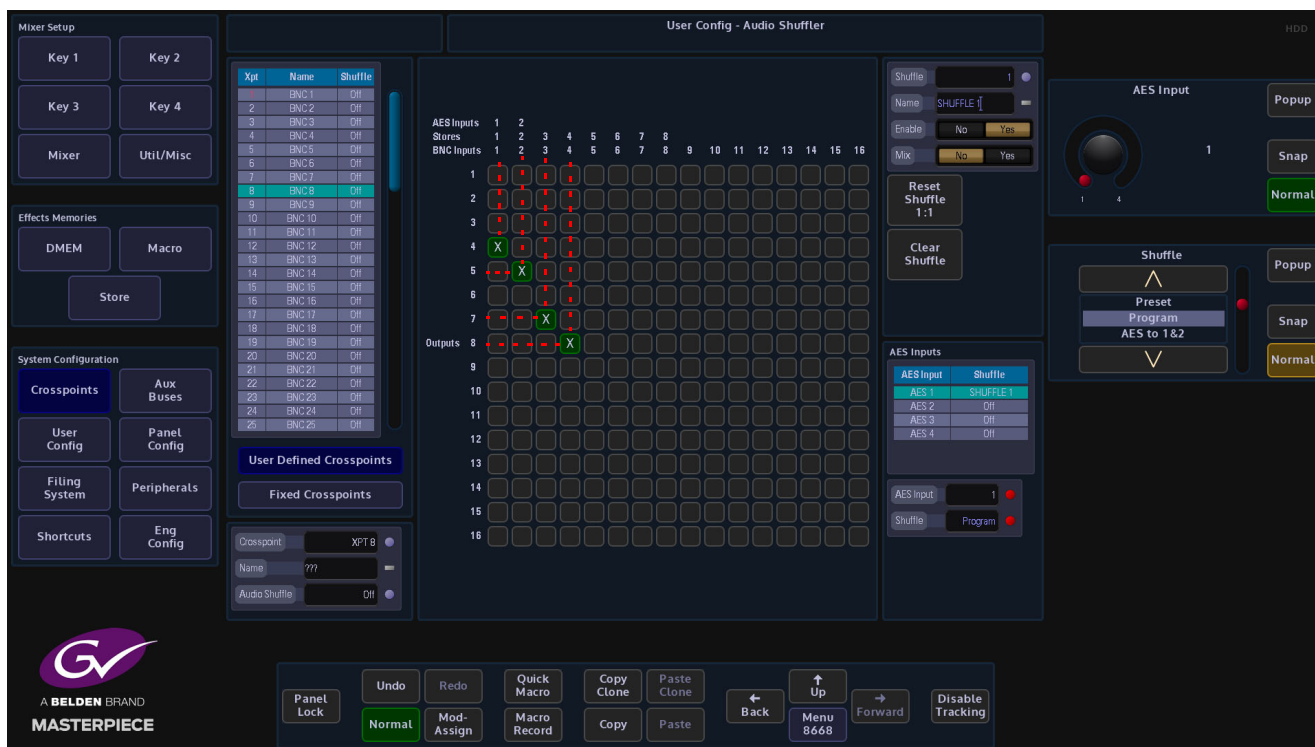 User Config - Audio Shuffler
HDD
Mixer Setup
Key 1
Key 2
Key 3
Key 4
Mixer
Util/Misc
Effects Memories
DMEM
Macro
Store
System Configuration
Crosspoints
Aux
Buses
User
Config
Panel
Config
Filing
System
Peripherals
Shortcuts
Eng
Config
A BELDEN BRAND
MASTERPIECE
Xpt Name Shuffle
BNC 1 Off
2 BNC 2 Off
3 BNC 3 Off
4 BNC 4 Off
5 BNC 5 Off
6 BNC 6 Off
7 BNC 7 Off
8 BNC 8 Off
9 BNC 9 Off
10 BNC 10 Off
11 BNC 11 Off
12 BNC 12 Off
13 BNC 13 Off
14 BNC 14 Off
15 BNC 15 Off
16 BNC 16 Off
17 BNC 17 Off
18 BNC 18 Off
19 BNC 19 Off
20 BNC 20 Off
21 BNC 21 Off
22 BNC 22 Off
23 BNC 23 Off
24 BNC 24 Off
25 BNC 25 Off
User Defined Crosspoints
Fixed Crosspoints
Crosspoint XPT 8
Name ???
Audio Shuffle Off
AES Inputs 1 2
Stores 1 2 3 4 5 6 7 8
BNC Inputs 1 2 3 4 5 6 7 8 9 10 11 12 13 14 15 16
1
2
3
4 X
5 X
6
7 X
Outputs 8 X
9
10
11
12
13
14
15
16
Shuffle 1
Name SHUFFLE 1
Enable No Yes
Mix No Yes
Reset
Shuffle
1:1
Clear
Shuffle
AES Inputs
AES Input Shuffle
AES 1 SHUFFLE 1
AES 2 Off
AES 3 Off
AES 4 Off
AES Input 1
Shuffle Program
AES Input
1
1 4
Popup
Snap
Normal
Shuffle
Preset
Program
AES to 1&2
Popup
Snap
Normal
Panel
Lock
Undo
Redo
Normal
Mod-
Assign
Quick
Macro
Macro
Record
Copy
Clone
Paste
Clone
Copy
Paste
Back
Up
Menu
8668
Forward
Disable
Tracking